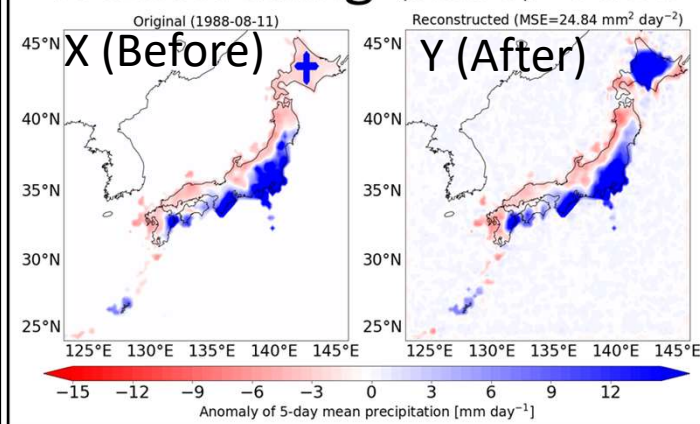 Original (1988-08-11)
Reconstructed (MSE=24.84 mm² day⁻²)
X (Before)
Y (After)
45°N
40°N
35°N
30°N
25°N
125°E 130°E 135°E 140°E 145°E
45°N
40°N
35°N
30°N
25°N
125°E 130°E 135°E 140°E 145°E
−15 −12 −9 −6 −3 0 3 6 9 12
Anomaly of 5-day mean precipitation [mm day⁻¹]